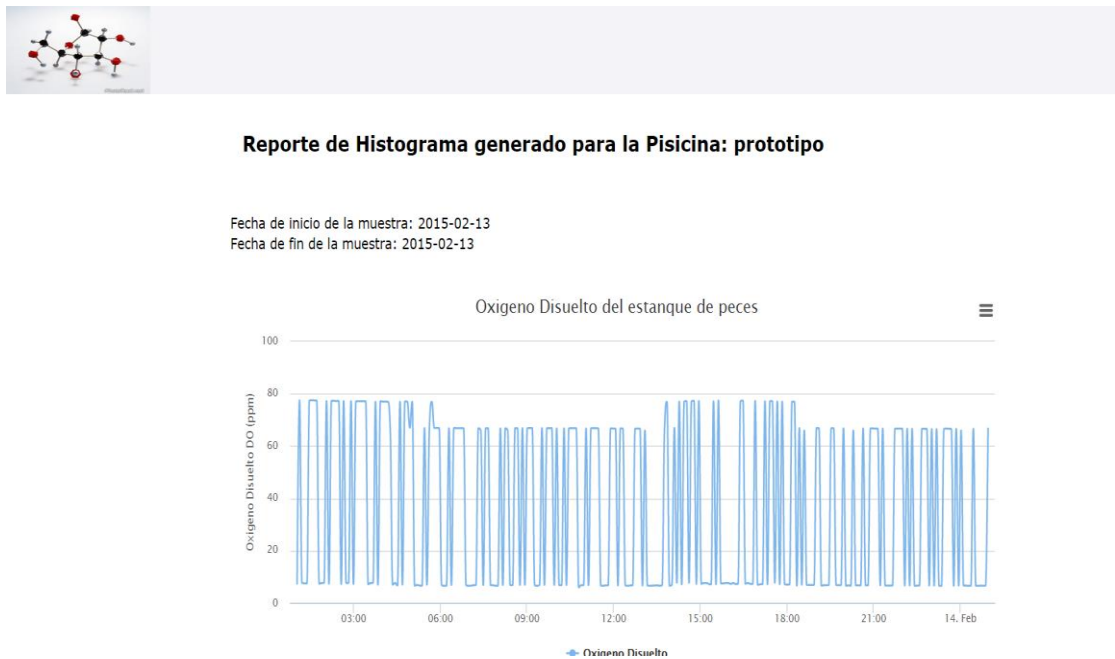 Reporte de Histograma generado para la Pisicina: prototipo
Fecha de inicio de la muestra: 2015-02-13
Fecha de fin de la muestra: 2015-02-13
Oxigeno Disuelto del estanque de peces
100
80
60
40
20
0
Oxigeno Disuelto DO (ppm)
03:00 06:00 09:00 12:00 15:00 18:00 21:00 14. Feb
Oxigeno Disuelto